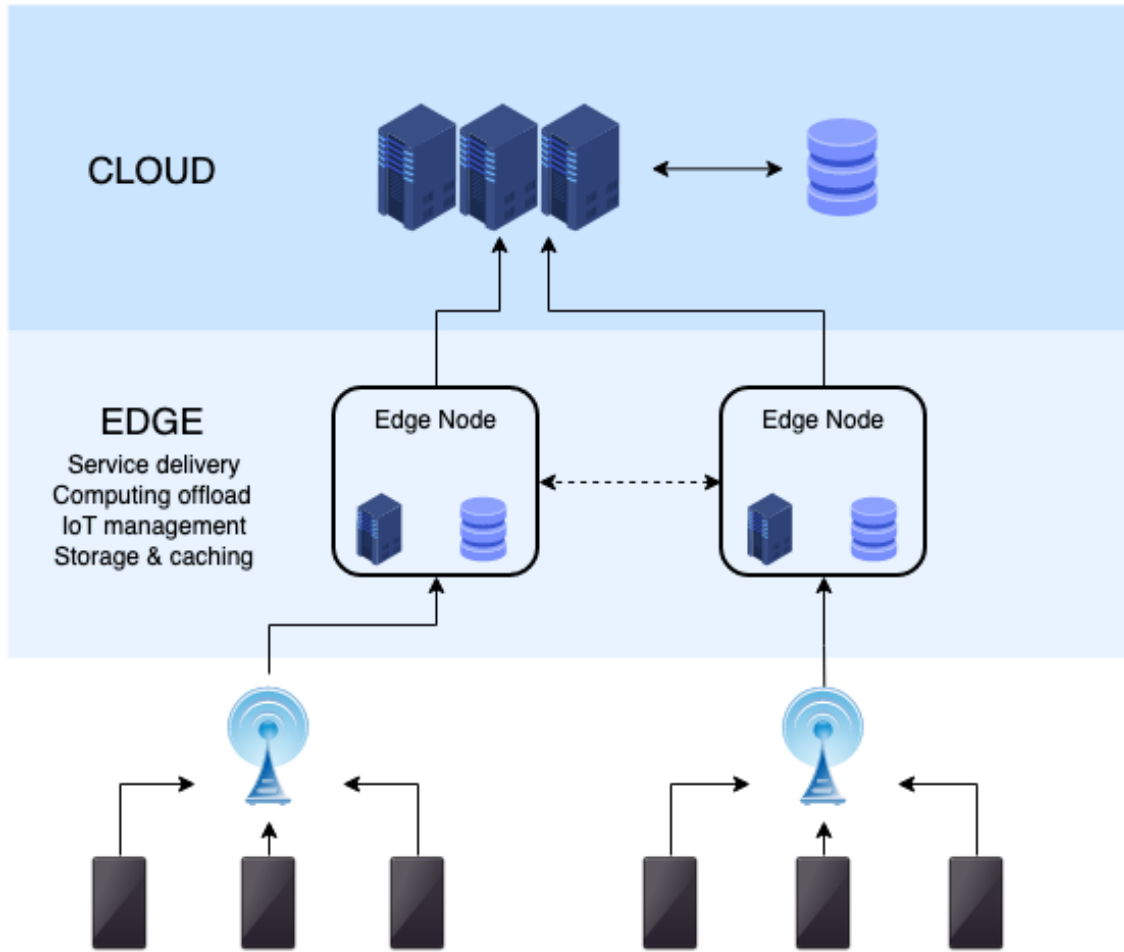 CLOUD
EDGE
Service delivery
Computing offload
IoT management
Storage & caching
Edge Node
Edge Node